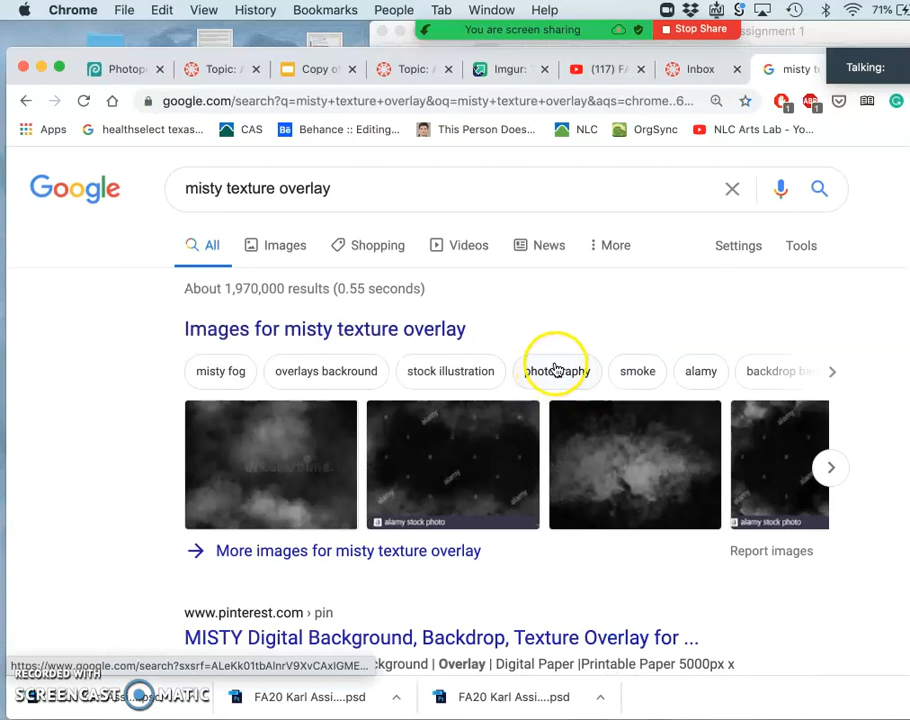 Chrome File Edit View History Bookmarks People Tab Window Help 71%
You are screen sharing Stop Share
ssignment 1
Photop Topic: A Copy o Topic: A Imgur: T (117) F Inbox misty t Talking:
google.com/search?q=misty+texture+overlay&oq=misty+texture+overlay&aqs=chrome..6...
Apps healthselect texas... CAS Behance :: Editing... This Person Does... NLC OrgSync NLC Arts Lab - Yo...
Google misty texture overlay
All Images Shopping Videos News More Settings Tools
About 1,970,000 results (0.55 seconds)
Images for misty texture overlay
misty fog overlays background stock illustration photography smoke alamy backdrop ba
dreamstime alamy alamy
a alamy stock photo a alamy stock photo
More images for misty texture overlay Report images
www.pinterest.com › pin
MISTY Digital Background, Backdrop, Texture Overlay for ...
https://www.google.com/search?sxsrf=ALeKk01tbAlnrV9XvCAxIGME... ckground | Overlay | Digital Paper |Printable Paper 5000px x
RECORDED WITH
SCREENCAST MATIC
FA20 Karl Assi....psd FA20 Karl Assi....psd